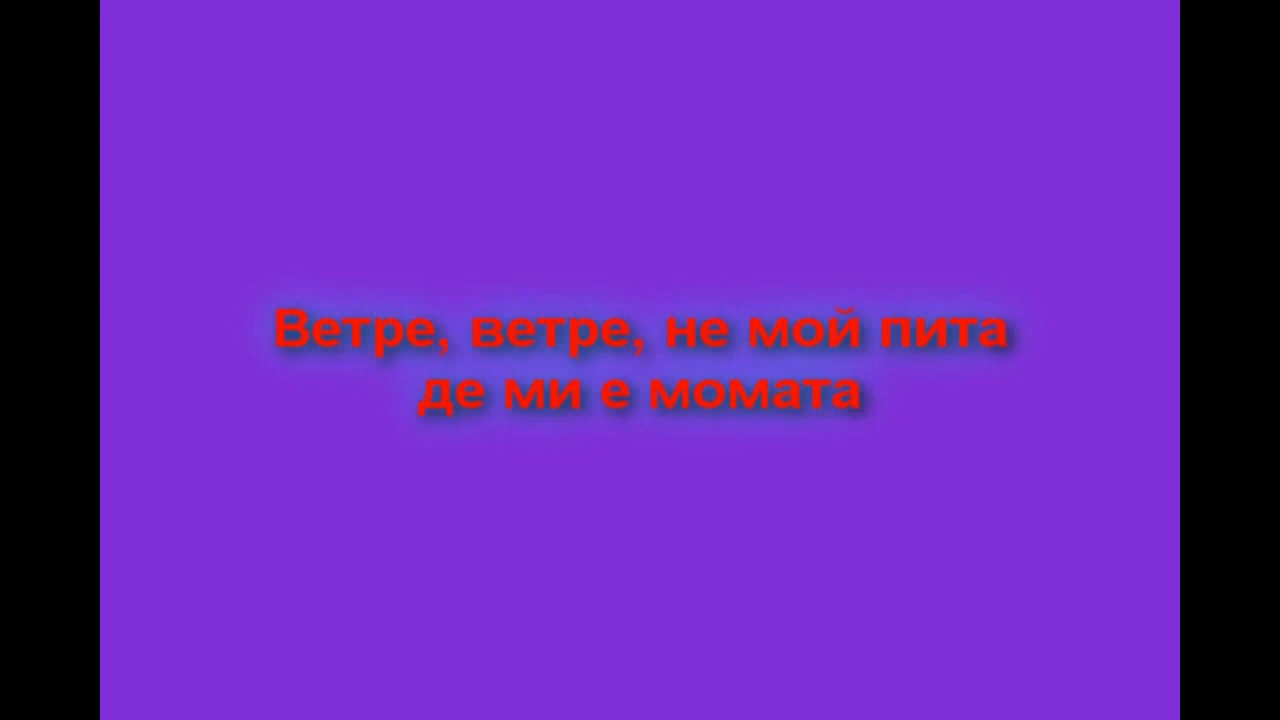 Ветре, ветре, не мой пита
де ми е момата